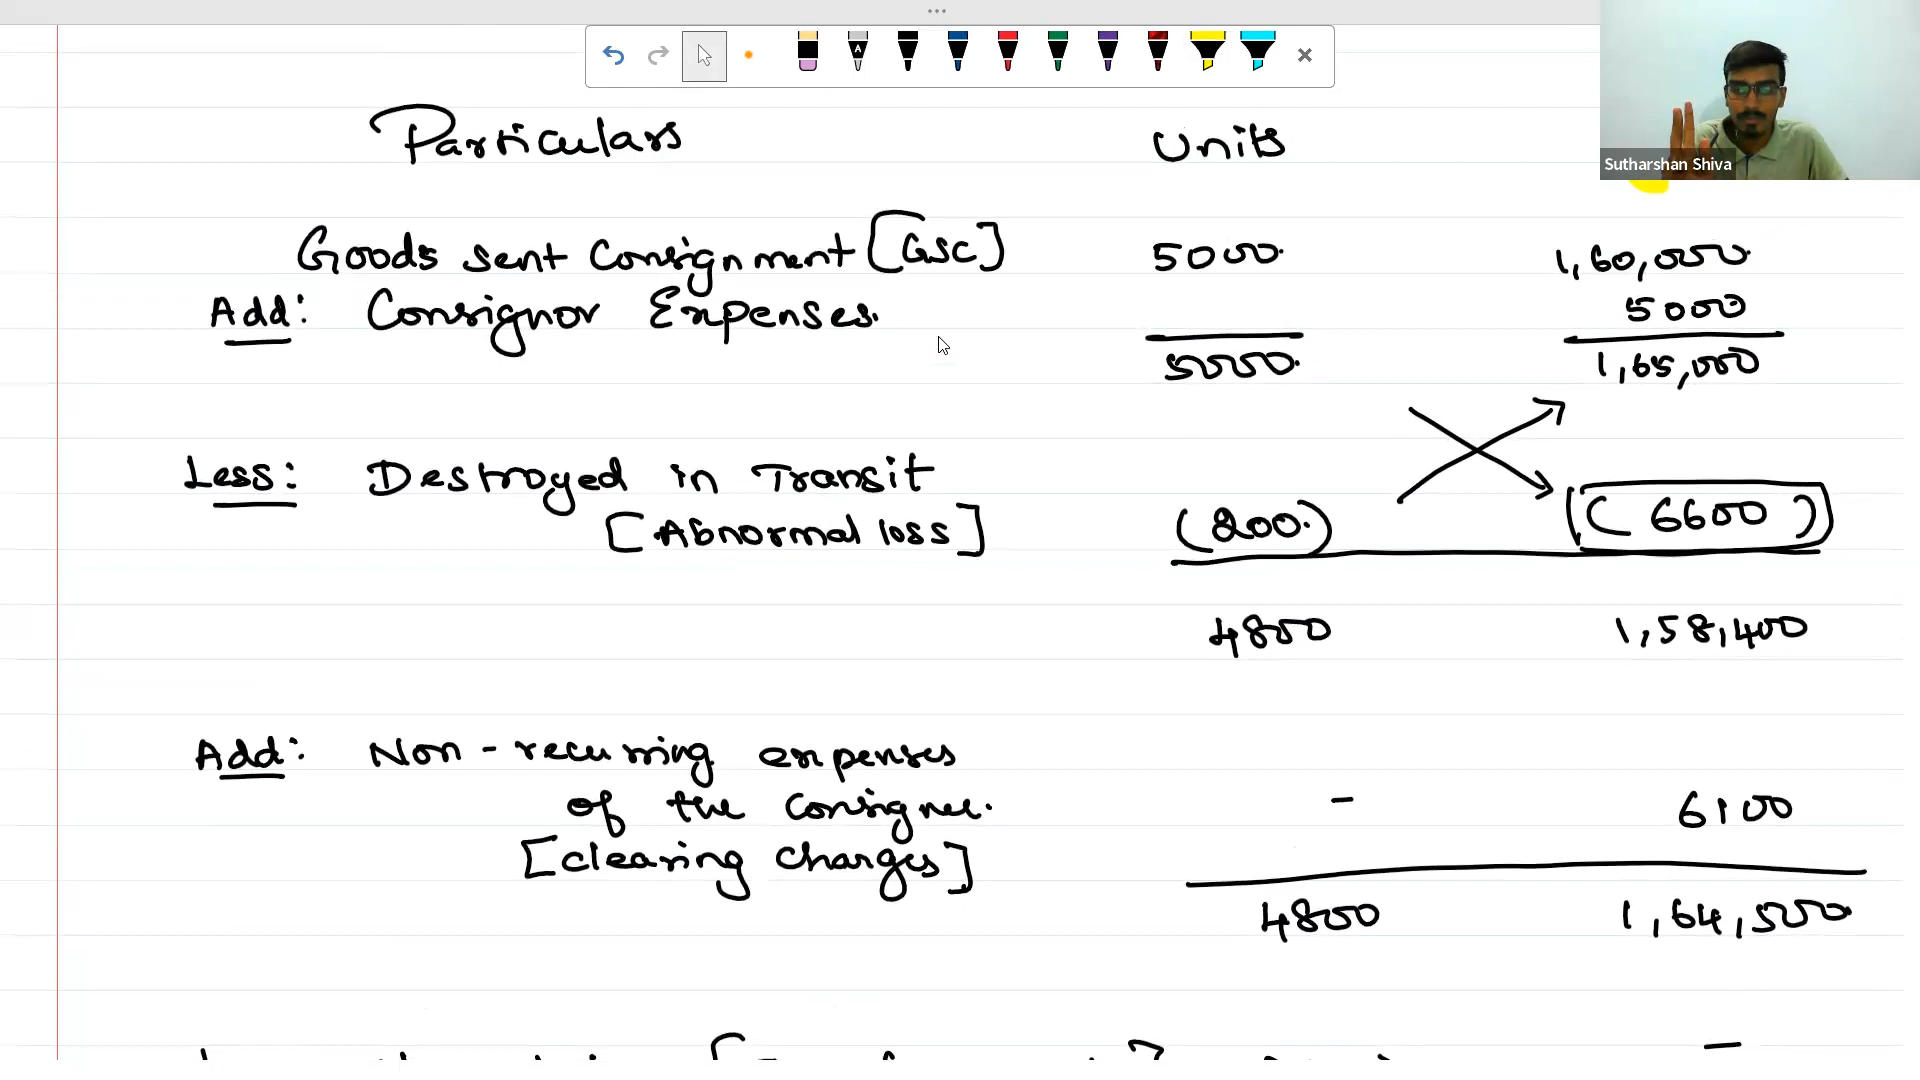 Particulars Units
Sutharshan Shiva
Goods sent Consignment [GSC] 5000. 1,60,000.
Add: Consignor Expenses. 5000
5000. 1,65,000
Less: Destroyed in Transit
[Abnormal loss] (200.) (6600)
4800 1,58,400
Add: Non-recurring expenses
of the Consignee. - 6100
[clearing charges]
4800 1,64,500